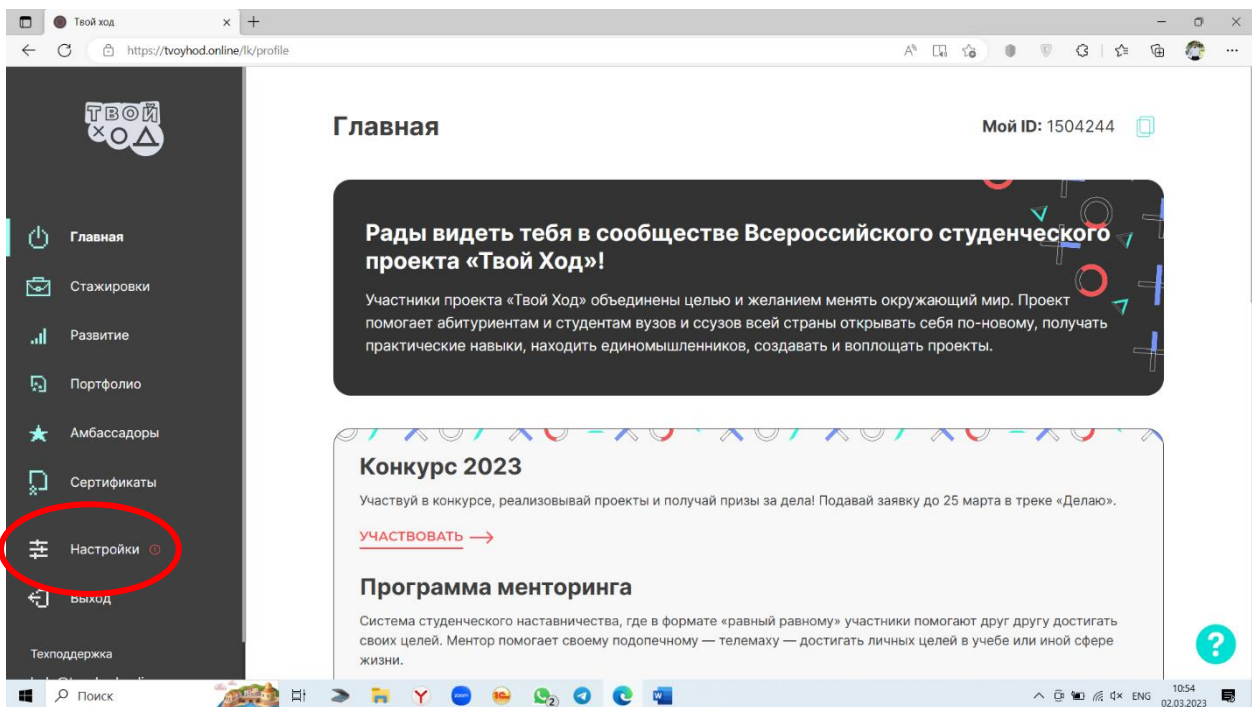 Твой ход
https://tvoyhod.online/lk/profile
ТВОЙ
ХОД
Главная
Мой ID: 1504244
Рады видеть тебя в сообществе Всероссийского студенческого
проекта «Твой Ход»!
Участники проекта «Твой Ход» объединены целью и желанием менять окружающий мир. Проект
помогает абитуриентам и студентам вузов и ссузов всей страны открывать себя по-новому, получать
практические навыки, находить единомышленников, создавать и воплощать проекты.
Главная
Стажировки
Развитие
Портфолио
Амбассадоры
Сертификаты
Настройки
Выход
Техподдержка
Конкурс 2023
Участвуй в конкурсе, реализовывай проекты и получай призы за дела! Подавай заявку до 25 марта в треке «Делаю».
УЧАСТВОВАТЬ
Программа менторинга
Система студенческого наставничества, где в формате «равный равному» участники помогают друг другу достигать
своих целей. Ментор помогает своему подопечному — телемаху — достигать личных целей в учебе или иной сфере
жизни.
?
Поиск
zoom
1С
2
ENG
10:54
02.03.2023